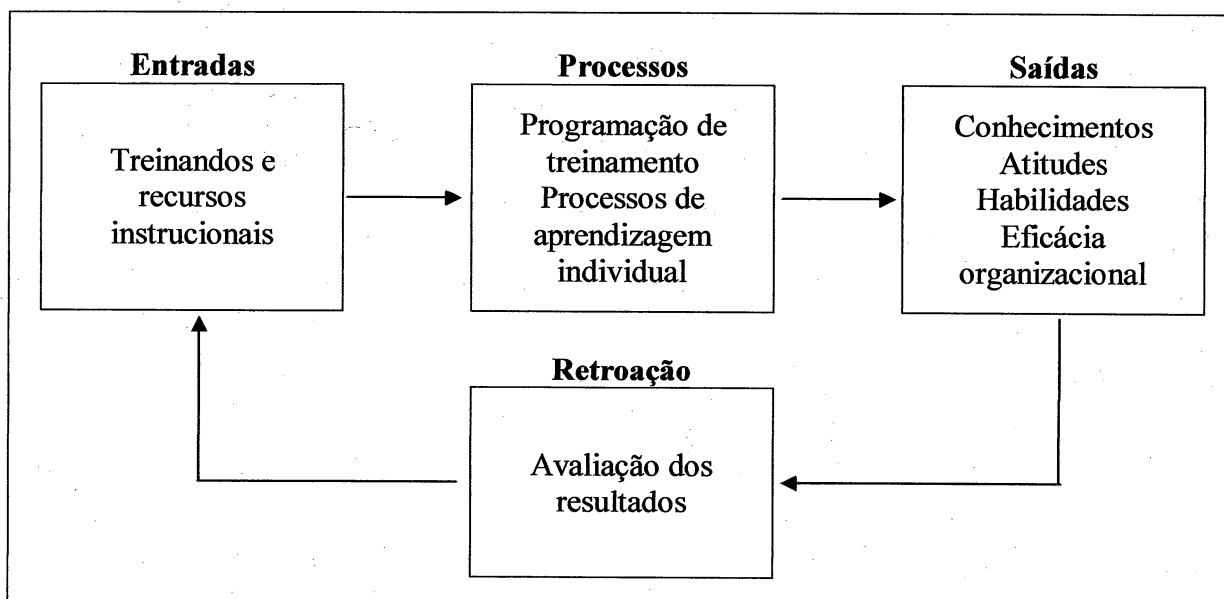 Entradas
Treinandos e
recursos
instrucionais
Processos
Programação de
treinamento
Processos de
aprendizagem
individual
Saídas
Conhecimentos
Atitudes
Habilidades
Eficácia
organizacional
Retroação
Avaliação dos
resultados